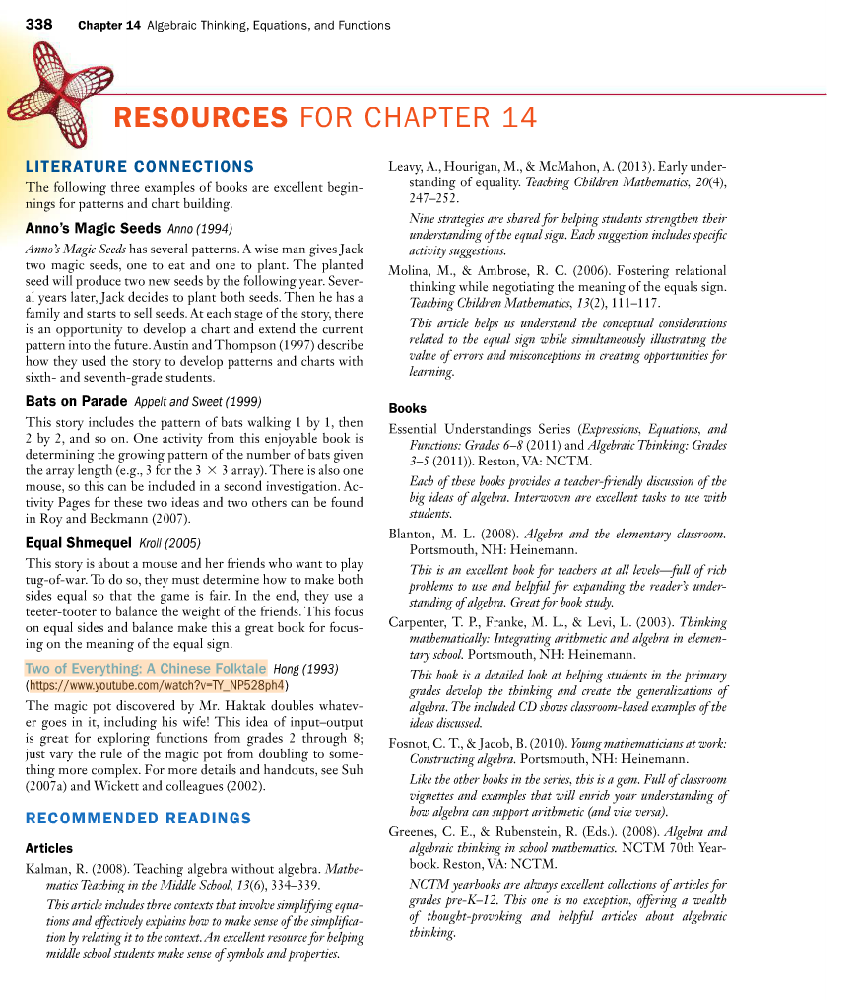 338 Chapter 14 Algebraic Thinking, Equations, and Functions
RESOURCES FOR CHAPTER 14
LITERATURE CONNECTIONS
The following three examples of books are excellent begin-
nings for patterns and chart building.
Anno's Magic Seeds Anno (1994)
Anno's Magic Seeds has several patterns. A wise man gives Jack
two magic seeds, one to eat and one to plant. The planted
seed will produce two new seeds by the following year. Sever-
al years later, Jack decides to plant both seeds. Then he has a
family and starts to sell seeds. At each stage of the story, there
is an opportunity to develop a chart and extend the current
pattern into the future. Austin and Thompson (1997) describe
how they used the story to develop patterns and charts with
sixth- and seventh-grade students.
Bats on Parade Appelt and Sweet (1999)
This story includes the pattern of bats walking 1 by 1, then
2 by 2, and so on. One activity from this enjoyable book is
determining the growing pattern of the number of bats given
the array length (e.g., 3 for the 3 × 3 array). There is also one
mouse, so this can be included in a second investigation. Ac-
tivity Pages for these two ideas and two others can be found
in Roy and Beckmann (2007).
Equal Shmequel Kroll (2005)
This story is about a mouse and her friends who want to play
tug-of-war. To do so, they must determine how to make both
sides equal so that the game is fair. In the end, they use a
teeter-tooter to balance the weight of the friends. This focus
on equal sides and balance make this a great book for focus-
ing on the meaning of the equal sign.
Two of Everything: A Chinese Folktale Hong (1993)
(https://www.youtube.com/watch?v=TY_NP528ph4)
The magic pot discovered by Mr. Haktak doubles whatev-
er goes in it, including his wife! This idea of input–output
is great for exploring functions from grades 2 through 8;
just vary the rule of the magic pot from doubling to some-
thing more complex. For more details and handouts, see Suh
(2007a) and Wickett and colleagues (2002).
RECOMMENDED READINGS
Articles
Kalman, R. (2008). Teaching algebra without algebra. Mathe-
matics Teaching in the Middle School, 13(6), 334–339.
This article includes three contexts that involve simplifying equa-
tions and effectively explains how to make sense of the simplifica-
tion by relating it to the context. An excellent resource for helping
middle school students make sense of symbols and properties.
Leavy, A., Hourigan, M., & McMahon, A. (2013). Early under-
standing of equality. Teaching Children Mathematics, 20(4),
247–252.
Nine strategies are shared for helping students strengthen their
understanding of the equal sign. Each suggestion includes specific
activity suggestions.
Molina, M., & Ambrose, R. C. (2006). Fostering relational
thinking while negotiating the meaning of the equals sign.
Teaching Children Mathematics, 13(2), 111–117.
This article helps us understand the conceptual considerations
related to the equal sign while simultaneously illustrating the
value of errors and misconceptions in creating opportunities for
learning.
Books
Essential Understandings Series (Expressions, Equations, and
Functions: Grades 6–8 (2011) and Algebraic Thinking: Grades
3–5 (2011)). Reston, VA: NCTM.
Each of these books provides a teacher-friendly discussion of the
big ideas of algebra. Interwoven are excellent tasks to use with
students.
Blanton, M. L. (2008). Algebra and the elementary classroom.
Portsmouth, NH: Heinemann.
This is an excellent book for teachers at all levels—full of rich
problems to use and helpful for expanding the reader's under-
standing of algebra. Great for book study.
Carpenter, T. P., Franke, M. L., & Levi, L. (2003). Thinking
mathematically: Integrating arithmetic and algebra in elemen-
tary school. Portsmouth, NH: Heinemann.
This book is a detailed look at helping students in the primary
grades develop the thinking and create the generalizations of
algebra. The included CD shows classroom-based examples of the
ideas discussed.
Fosnot, C. T., & Jacob, B. (2010). Young mathematicians at work:
Constructing algebra. Portsmouth, NH: Heinemann.
Like the other books in the series, this is a gem. Full of classroom
vignettes and examples that will enrich your understanding of
how algebra can support arithmetic (and vice versa).
Greenes, C. E., & Rubenstein, R. (Eds.). (2008). Algebra and
algebraic thinking in school mathematics. NCTM 70th Year-
book. Reston, VA: NCTM.
NCTM yearbooks are always excellent collections of articles for
grades pre-K–12. This one is no exception, offering a wealth
of thought-provoking and helpful articles about algebraic
thinking.